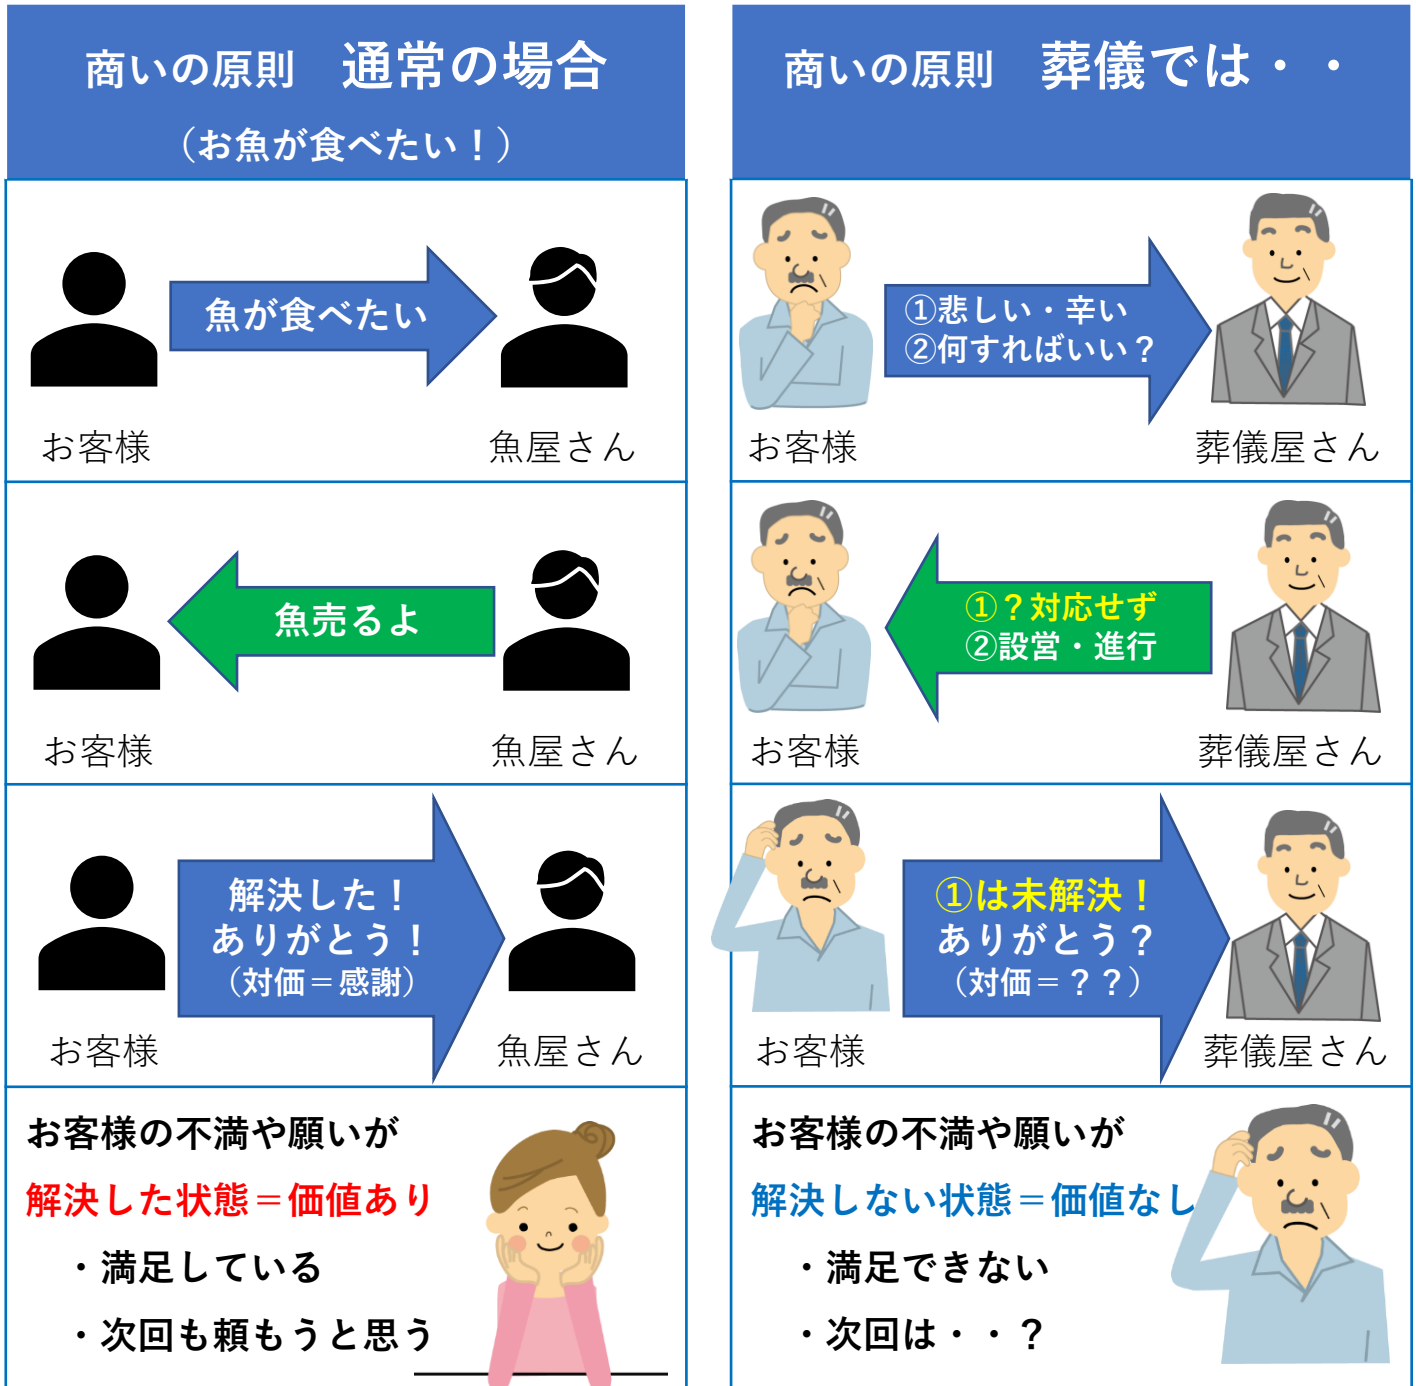 商いの原則　通常の場合
（お魚が食べたい！）
魚が食べたい
お客様
魚屋さん
魚売るよ
お客様
魚屋さん
解決した！
ありがとう！
（対価＝感謝）
お客様
魚屋さん
お客様の不満や願いが
解決した状態＝価値あり
・満足している
・次回も頼もうと思う
商いの原則　葬儀では・・
①悲しい・辛い
②何すればいい？
お客様
葬儀屋さん
①？対応せず
②設営・進行
お客様
葬儀屋さん
①は未解決！
ありがとう？
（対価＝？？）
お客様
葬儀屋さん
お客様の不満や願いが
解決しない状態＝価値なし
・満足できない
・次回は・・？